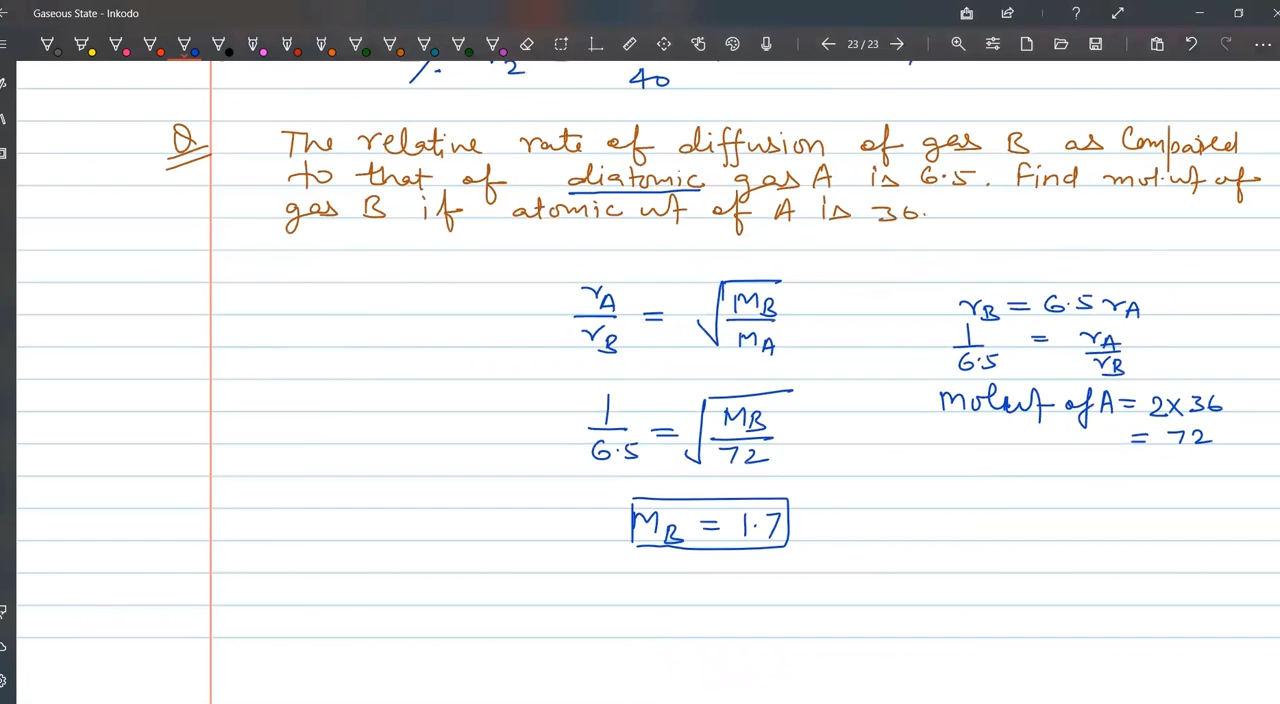 Gaseous State - Inkodo
23 / 23
40
Q The relative rate of diffusion of gas B as Compared
to that of diatomic gas A is 6.5. Find mol.wt of
gas B if atomic wt of A is 36.
rA/rB = √(MB/MA)
rB = 6.5 rA
1/6.5 = rA/rB
mol.wt of A = 2×36
= 72
1/6.5 = √(MB/72)
MB = 1.7